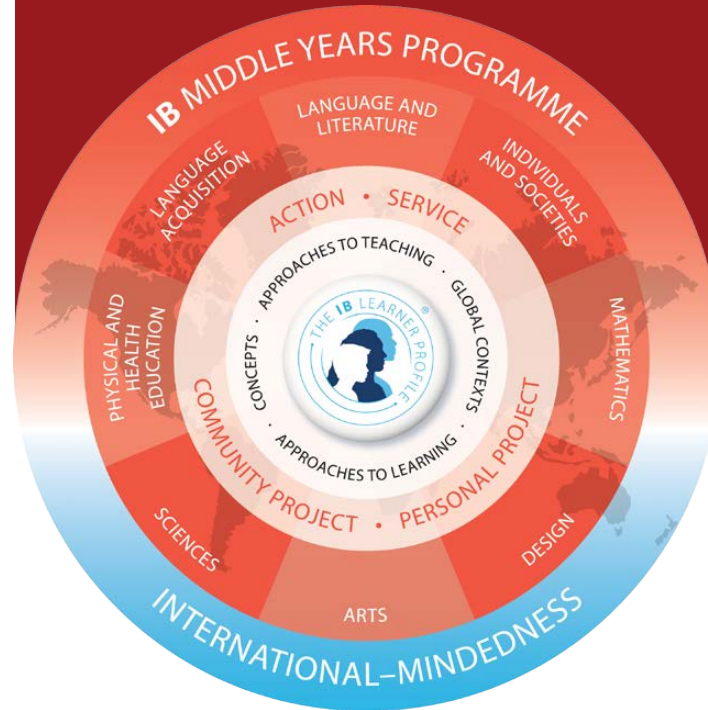 IB MIDDLE YEARS PROGRAMME
LANGUAGE AND
LITERATURE
LANGUAGE
ACQUISITION
INDIVIDUALS
AND SOCIETIES
ACTION • SERVICE
APPROACHES TO TEACHING · GLOBAL CONTEXTS · APPROACHES TO LEARNING · CONCEPTS ·
THE IB LEARNER PROFILE ®
PHYSICAL AND
HEALTH
EDUCATION
MATHEMATICS
COMMUNITY PROJECT • PERSONAL PROJECT
SCIENCES
DESIGN
ARTS
INTERNATIONAL–MINDEDNESS